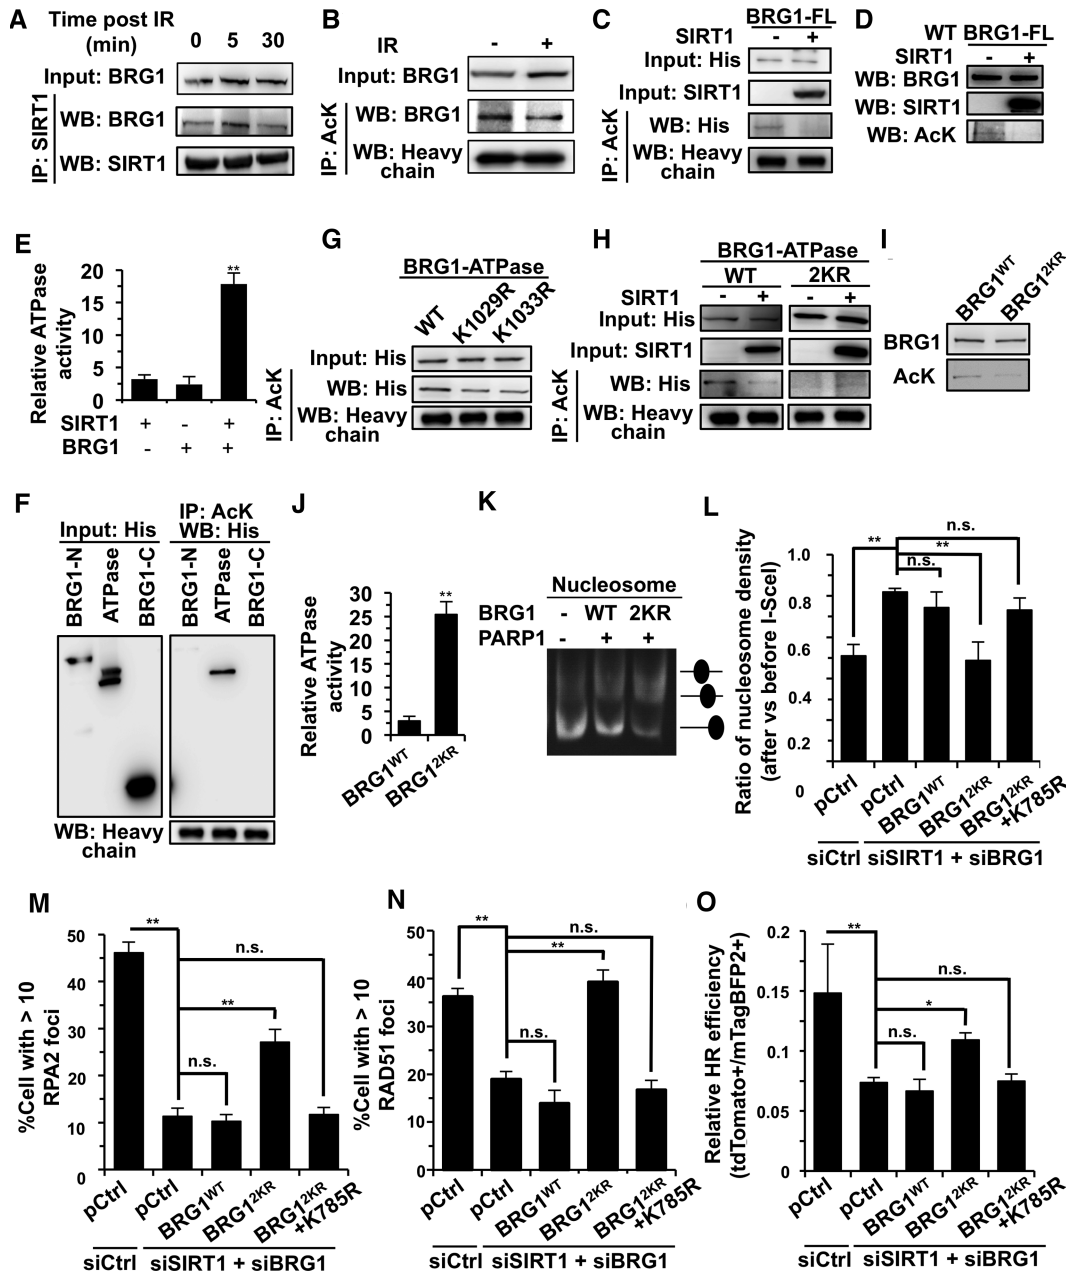 A
Time post IR
(min)
0 5 30
Input: BRG1
IP: SIRT1
WB: BRG1
WB: SIRT1
B
IR - +
Input: BRG1
IP: AcK
WB: BRG1
WB: Heavy
chain
C
BRG1-FL
SIRT1 - +
Input: His
Input: SIRT1
IP: AcK
WB: His
WB: Heavy
chain
D
WT BRG1-FL
SIRT1 - +
WB: BRG1
WB: SIRT1
WB: AcK
E
Relative ATPase
activity
20
15
10
5
0
**
SIRT1 + - +
BRG1 - + +
G
BRG1-ATPase
WT K1029R K1033R
Input: His
IP: AcK
WB: His
WB: Heavy
chain
H
BRG1-ATPase
WT 2KR
SIRT1 - + - +
Input: His
Input: SIRT1
IP: AcK
WB: His
WB: Heavy
chain
I
BRG1WT BRG12KR
BRG1
AcK
F
Input: His
IP: AcK
WB: His
BRG1-N ATPase BRG1-C
BRG1-N ATPase BRG1-C
WB: Heavy
chain
J
Relative ATPase
activity
30
25
20
15
10
5
0
**
BRG1WT BRG12KR
K
Nucleosome
BRG1 - WT 2KR
PARP1 - + +
L
Ratio of nucleosome density
(after vs before I-SceI)
1.0
0.8
0.6
0.4
0.2
0
** n.s. ** n.s.
pCtrl pCtrl BRG1WT BRG12KR BRG12KR
+K785R
siCtrl siSIRT1 + siBRG1
M
%Cell with > 10
RPA2 foci
50
40
30
20
10
0
** n.s. ** n.s.
pCtrl pCtrl BRG1WT BRG12KR BRG12KR
+K785R
siCtrl siSIRT1 + siBRG1
N
%Cell with > 10
RAD51 foci
50
40
30
20
10
0
** n.s. ** n.s.
pCtrl pCtrl BRG1WT BRG12KR BRG12KR
+K785R
siCtrl siSIRT1 + siBRG1
O
Relative HR efficiency
(tdTomato+/mTagBFP2+)
0.2
0.15
0.1
0.05
0
** n.s. * n.s.
pCtrl pCtrl BRG1WT BRG12KR BRG12KR
+K785R
siCtrl siSIRT1 + siBRG1